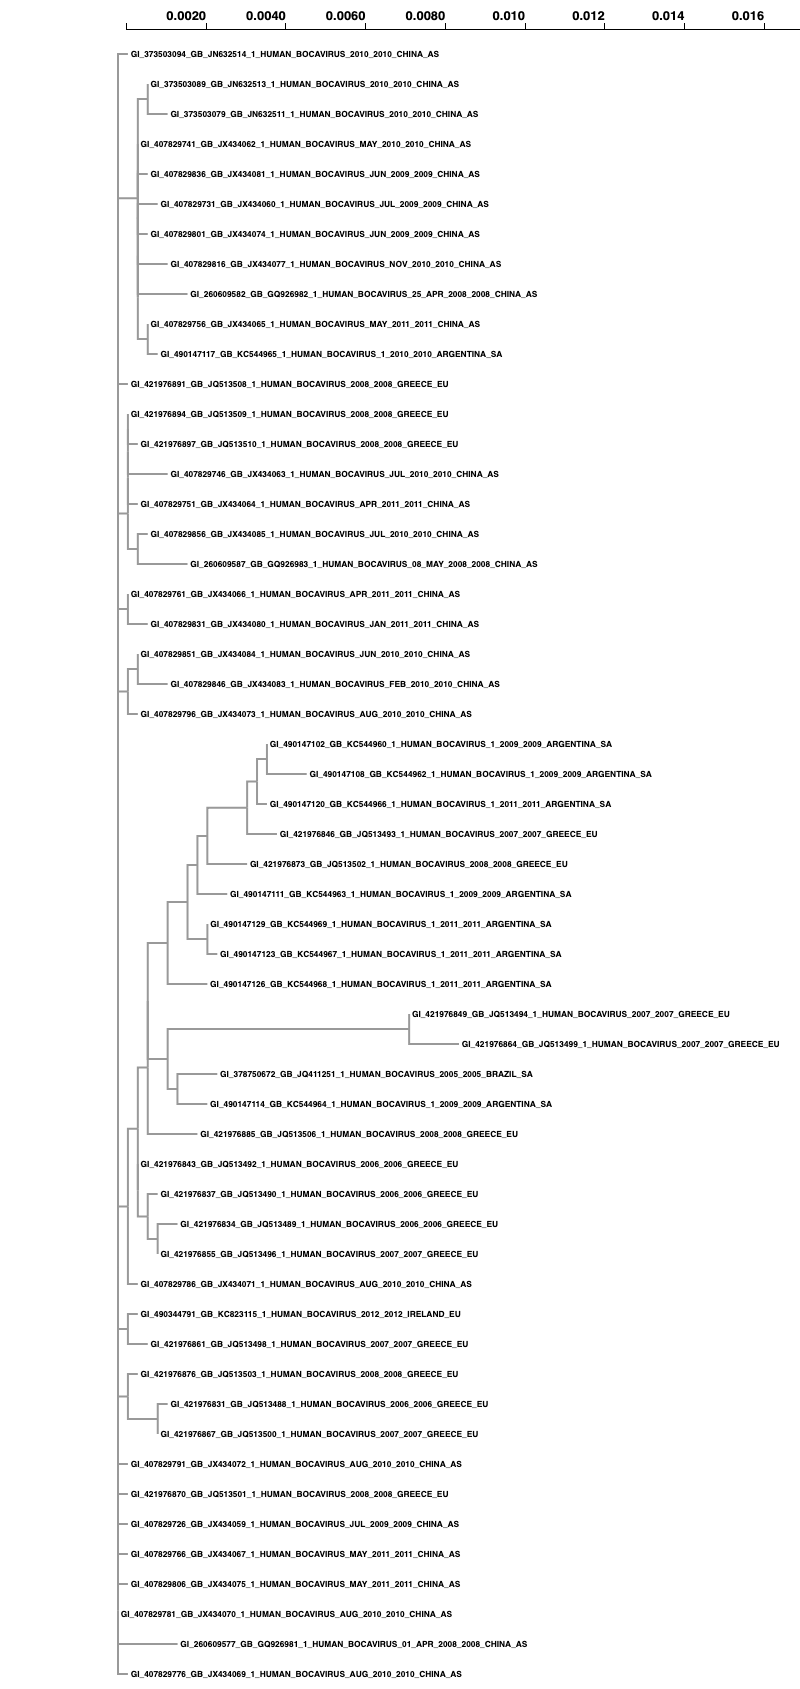 0.0020 0.0040 0.0060 0.0080 0.010 0.012 0.014 0.016
GI_373503094_GB_JN632514_1_HUMAN_BOCAVIRUS_2010_2010_CHINA_AS
GI_373503089_GB_JN632513_1_HUMAN_BOCAVIRUS_2010_2010_CHINA_AS
GI_373503079_GB_JN632511_1_HUMAN_BOCAVIRUS_2010_2010_CHINA_AS
GI_407829741_GB_JX434062_1_HUMAN_BOCAVIRUS_MAY_2010_2010_CHINA_AS
GI_407829836_GB_JX434081_1_HUMAN_BOCAVIRUS_JUN_2009_2009_CHINA_AS
GI_407829731_GB_JX434060_1_HUMAN_BOCAVIRUS_JUL_2009_2009_CHINA_AS
GI_407829801_GB_JX434074_1_HUMAN_BOCAVIRUS_JUN_2009_2009_CHINA_AS
GI_407829816_GB_JX434077_1_HUMAN_BOCAVIRUS_NOV_2010_2010_CHINA_AS
GI_260609582_GB_GQ926982_1_HUMAN_BOCAVIRUS_25_APR_2008_2008_CHINA_AS
GI_407829756_GB_JX434065_1_HUMAN_BOCAVIRUS_MAY_2011_2011_CHINA_AS
GI_490147117_GB_KC544965_1_HUMAN_BOCAVIRUS_1_2010_2010_ARGENTINA_SA
GI_421976891_GB_JQ513508_1_HUMAN_BOCAVIRUS_2008_2008_GREECE_EU
GI_421976894_GB_JQ513509_1_HUMAN_BOCAVIRUS_2008_2008_GREECE_EU
GI_421976897_GB_JQ513510_1_HUMAN_BOCAVIRUS_2008_2008_GREECE_EU
GI_407829746_GB_JX434063_1_HUMAN_BOCAVIRUS_JUL_2010_2010_CHINA_AS
GI_407829751_GB_JX434064_1_HUMAN_BOCAVIRUS_APR_2011_2011_CHINA_AS
GI_407829856_GB_JX434085_1_HUMAN_BOCAVIRUS_JUL_2010_2010_CHINA_AS
GI_260609587_GB_GQ926983_1_HUMAN_BOCAVIRUS_08_MAY_2008_2008_CHINA_AS
GI_407829761_GB_JX434066_1_HUMAN_BOCAVIRUS_APR_2011_2011_CHINA_AS
GI_407829831_GB_JX434080_1_HUMAN_BOCAVIRUS_JAN_2011_2011_CHINA_AS
GI_407829851_GB_JX434084_1_HUMAN_BOCAVIRUS_JUN_2010_2010_CHINA_AS
GI_407829846_GB_JX434083_1_HUMAN_BOCAVIRUS_FEB_2010_2010_CHINA_AS
GI_407829796_GB_JX434073_1_HUMAN_BOCAVIRUS_AUG_2010_2010_CHINA_AS
GI_490147102_GB_KC544960_1_HUMAN_BOCAVIRUS_1_2009_2009_ARGENTINA_SA
GI_490147108_GB_KC544962_1_HUMAN_BOCAVIRUS_1_2009_2009_ARGENTINA_SA
GI_490147120_GB_KC544966_1_HUMAN_BOCAVIRUS_1_2011_2011_ARGENTINA_SA
GI_421976846_GB_JQ513493_1_HUMAN_BOCAVIRUS_2007_2007_GREECE_EU
GI_421976873_GB_JQ513502_1_HUMAN_BOCAVIRUS_2008_2008_GREECE_EU
GI_490147111_GB_KC544963_1_HUMAN_BOCAVIRUS_1_2009_2009_ARGENTINA_SA
GI_490147129_GB_KC544969_1_HUMAN_BOCAVIRUS_1_2011_2011_ARGENTINA_SA
GI_490147123_GB_KC544967_1_HUMAN_BOCAVIRUS_1_2011_2011_ARGENTINA_SA
GI_490147126_GB_KC544968_1_HUMAN_BOCAVIRUS_1_2011_2011_ARGENTINA_SA
GI_421976849_GB_JQ513494_1_HUMAN_BOCAVIRUS_2007_2007_GREECE_EU
GI_421976864_GB_JQ513499_1_HUMAN_BOCAVIRUS_2007_2007_GREECE_EU
GI_378750672_GB_JQ411251_1_HUMAN_BOCAVIRUS_2005_2005_BRAZIL_SA
GI_490147114_GB_KC544964_1_HUMAN_BOCAVIRUS_1_2009_2009_ARGENTINA_SA
GI_421976885_GB_JQ513506_1_HUMAN_BOCAVIRUS_2008_2008_GREECE_EU
GI_421976843_GB_JQ513492_1_HUMAN_BOCAVIRUS_2006_2006_GREECE_EU
GI_421976837_GB_JQ513490_1_HUMAN_BOCAVIRUS_2006_2006_GREECE_EU
GI_421976834_GB_JQ513489_1_HUMAN_BOCAVIRUS_2006_2006_GREECE_EU
GI_421976855_GB_JQ513496_1_HUMAN_BOCAVIRUS_2007_2007_GREECE_EU
GI_407829786_GB_JX434071_1_HUMAN_BOCAVIRUS_AUG_2010_2010_CHINA_AS
GI_490344791_GB_KC823115_1_HUMAN_BOCAVIRUS_2012_2012_IRELAND_EU
GI_421976861_GB_JQ513498_1_HUMAN_BOCAVIRUS_2007_2007_GREECE_EU
GI_421976876_GB_JQ513503_1_HUMAN_BOCAVIRUS_2008_2008_GREECE_EU
GI_421976831_GB_JQ513488_1_HUMAN_BOCAVIRUS_2006_2006_GREECE_EU
GI_421976867_GB_JQ513500_1_HUMAN_BOCAVIRUS_2007_2007_GREECE_EU
GI_407829791_GB_JX434072_1_HUMAN_BOCAVIRUS_AUG_2010_2010_CHINA_AS
GI_421976870_GB_JQ513501_1_HUMAN_BOCAVIRUS_2008_2008_GREECE_EU
GI_407829726_GB_JX434059_1_HUMAN_BOCAVIRUS_JUL_2009_2009_CHINA_AS
GI_407829766_GB_JX434067_1_HUMAN_BOCAVIRUS_MAY_2011_2011_CHINA_AS
GI_407829806_GB_JX434075_1_HUMAN_BOCAVIRUS_MAY_2011_2011_CHINA_AS
GI_407829781_GB_JX434070_1_HUMAN_BOCAVIRUS_AUG_2010_2010_CHINA_AS
GI_260609577_GB_GQ926981_1_HUMAN_BOCAVIRUS_01_APR_2008_2008_CHINA_AS
GI_407829776_GB_JX434069_1_HUMAN_BOCAVIRUS_AUG_2010_2010_CHINA_AS